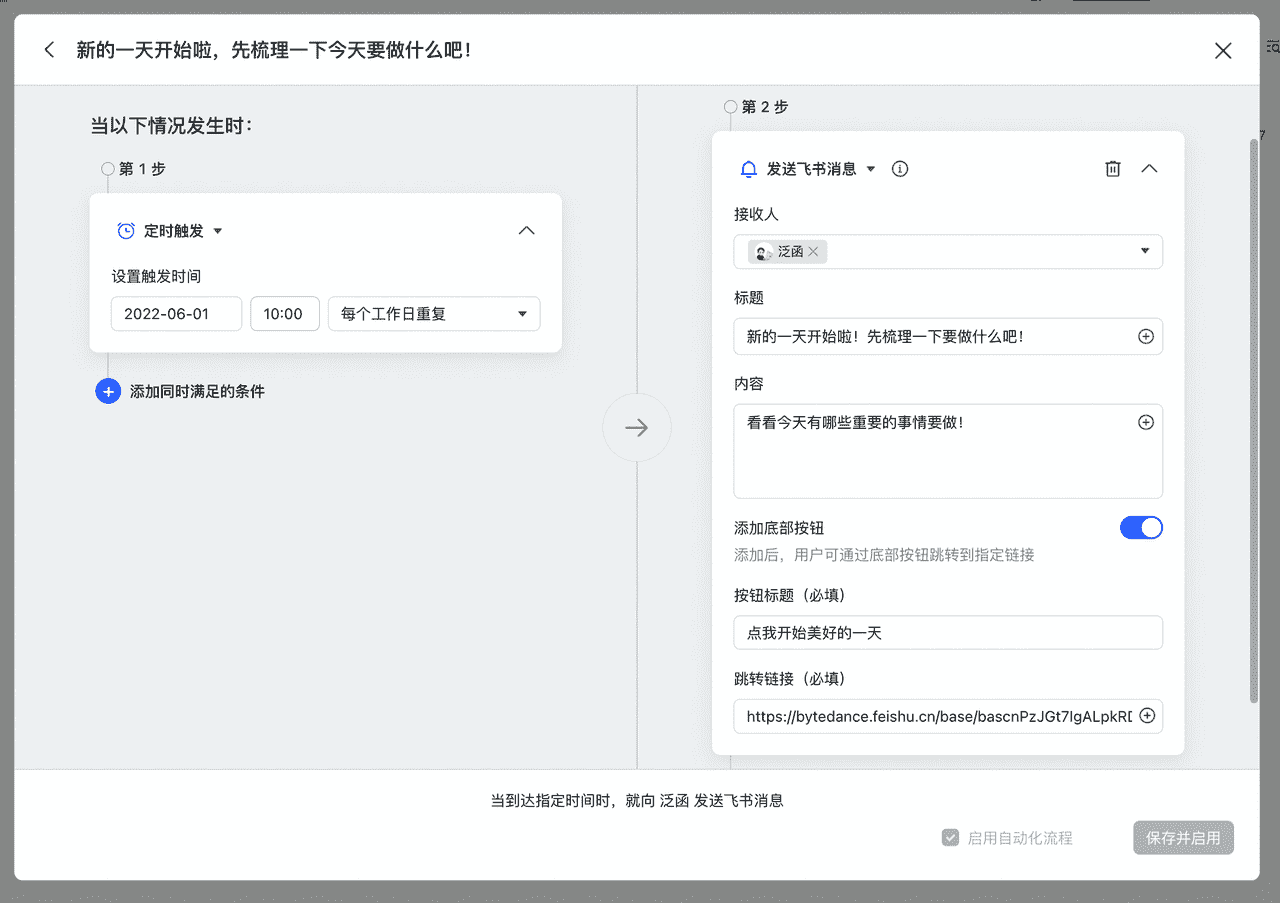 新的一天开始啦，先梳理一下今天要做什么吧！
当以下情况发生时：
第 1 步
定时触发
设置触发时间
2022-06-01
10:00
每个工作日重复
添加同时满足的条件
第 2 步
发送飞书消息
接收人
泛函
标题
新的一天开始啦！先梳理一下要做什么吧！
内容
看看今天有哪些重要的事情要做！
添加底部按钮
添加后，用户可通过底部按钮跳转到指定链接
按钮标题（必填）
点我开始美好的一天
跳转链接（必填）
https://bytedance.feishu.cn/base/bascnPzJGt7IgALpkR
当到达指定时间时，就向 泛函 发送飞书消息
启用自动化流程
保存并启用
7